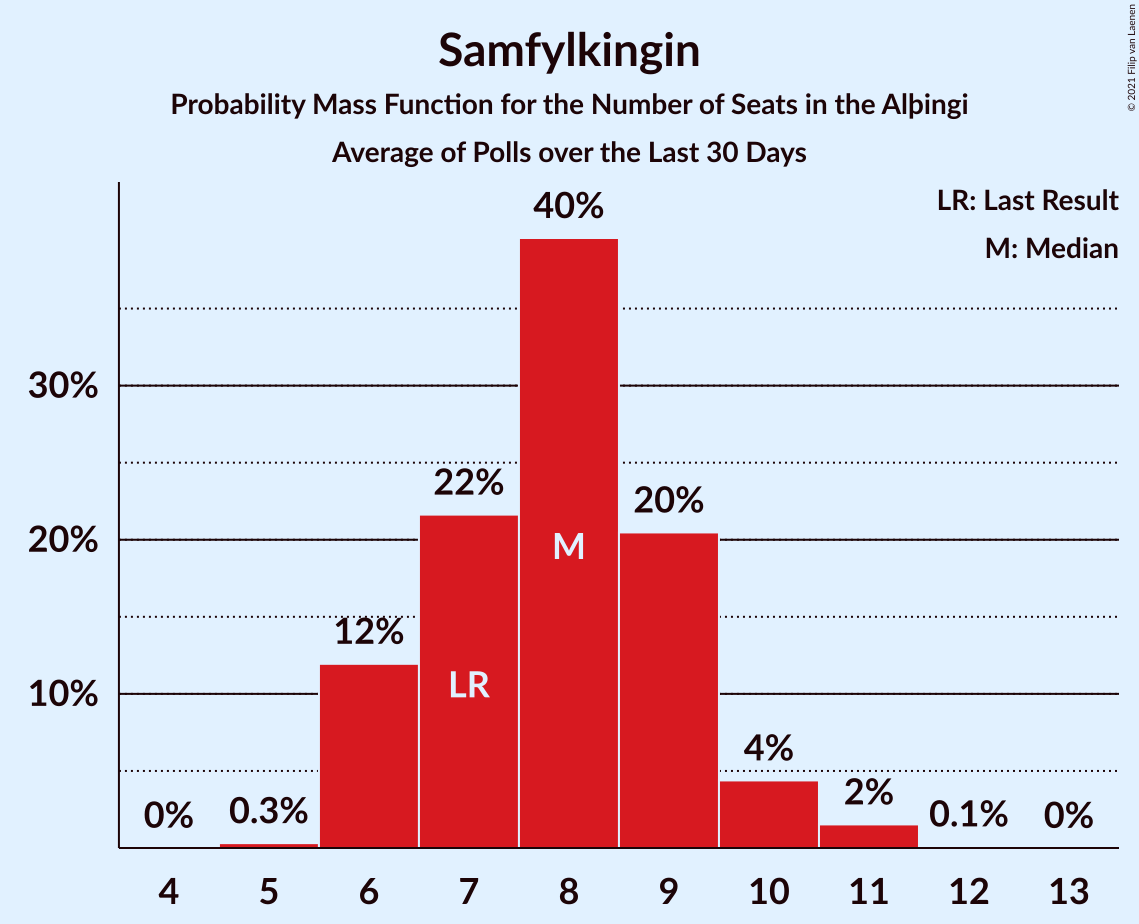 Samfylkingin
Probability Mass Function for the Number of Seats in the Alþingi
Average of Polls over the Last 30 Days
© 2021 Filip van Laenen
LR: Last Result
M: Median
40%
30%
22%
20%
M
20%
12%
LR
10%
4%
2%
0%
0.3%
0.1%
0%
4 5 6 7 8 9 10 11 12 13